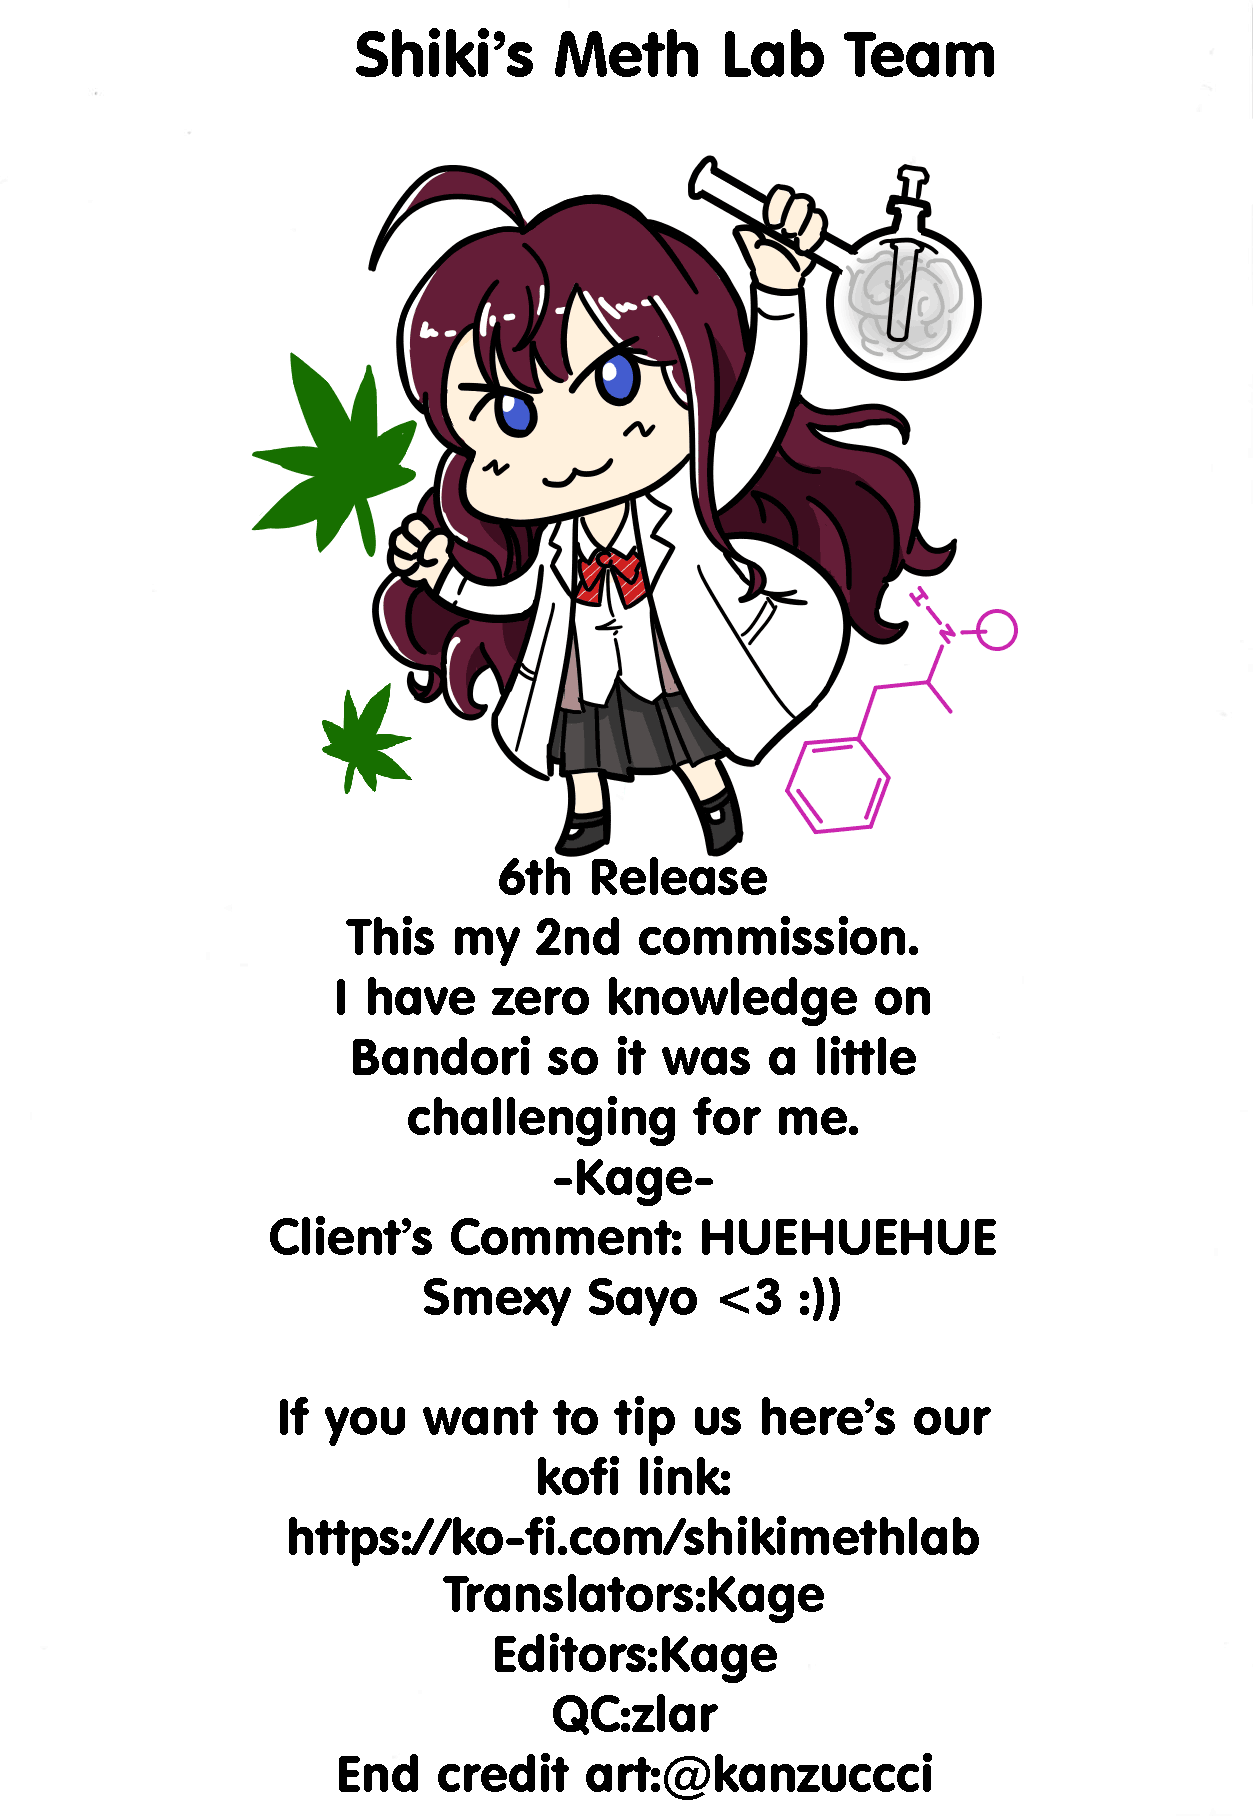 Shiki's Meth Lab Team
H
N
6th Release
This my 2nd commission.
I have zero knowledge on
Bandori so it was a little
challenging for me.
-Kage-
Client's Comment: HUEHUEHUE
Smexy Sayo <3 :))
If you want to tip us here's our
kofi link:
https://ko-fi.com/shikimethlab
Translators:Kage
Editors:Kage
QC:zlar
End credit art:@kanzuccci